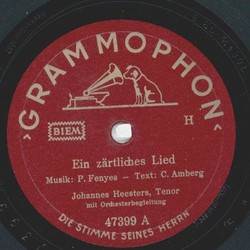 GRAMMOPHON
BIEM
H
Ein zärtliches Lied
Musik: P. Fenyes – Text: C. Amberg
Johannes Heesters, Tenor
mit Orchesterbegleitung
47399 A
DIE STIMME SEINES HERRN